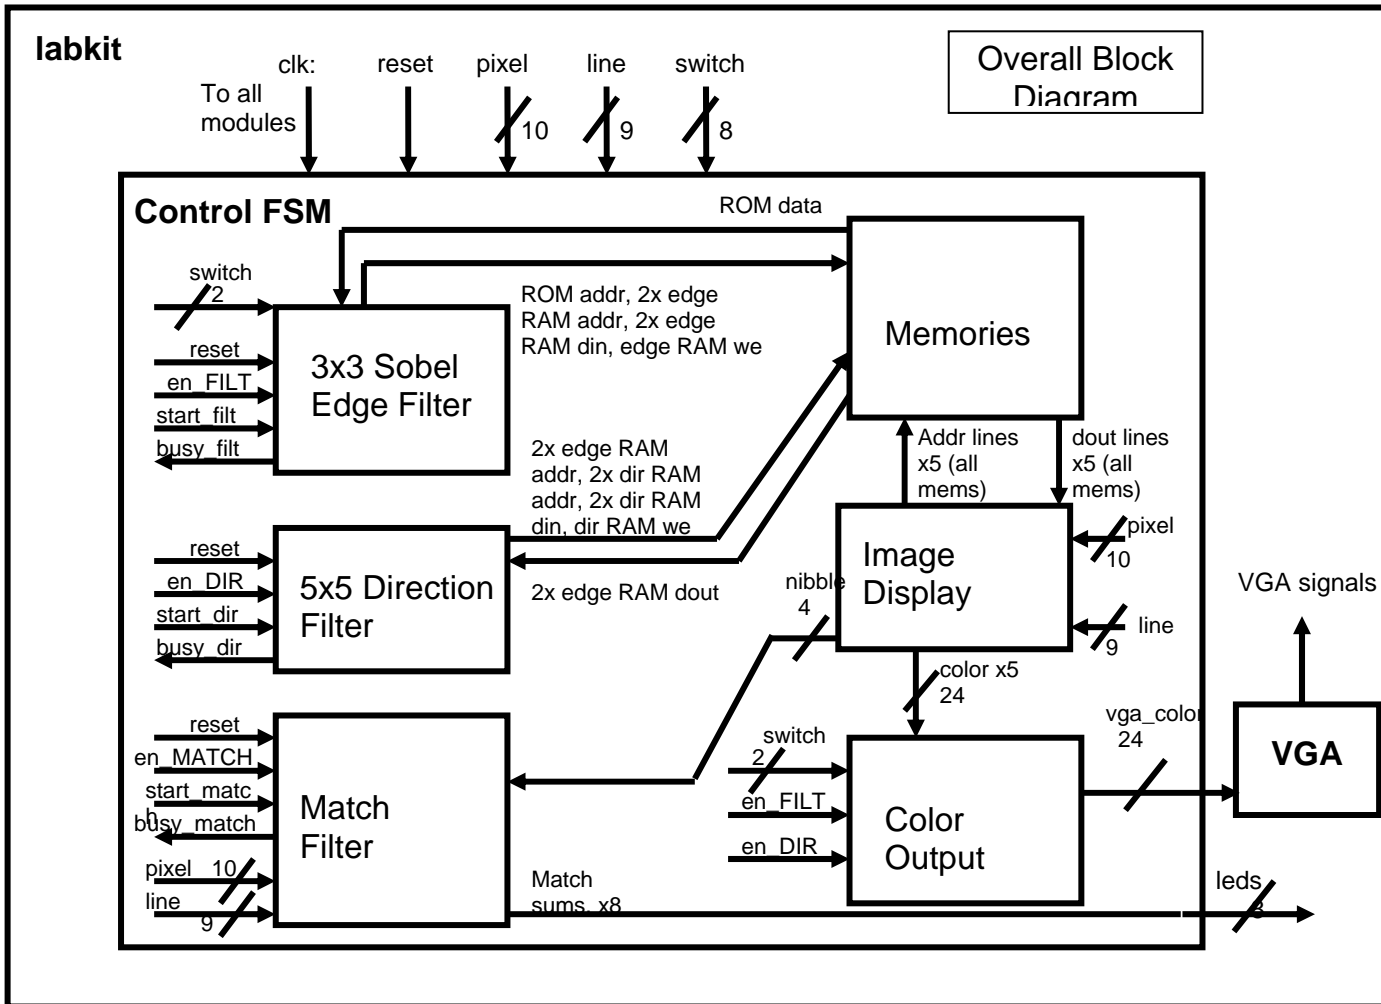 labkit
Overall Block
Diagram
clk:
reset
pixel
line
switch
To all
modules
10
9
8
Control FSM
ROM data
switch
2
reset
en_FILT
start_filt
busy_filt
3x3 Sobel
Edge Filter
ROM addr, 2x edge
RAM addr, 2x edge
RAM din, edge RAM we
Memories
2x edge RAM
addr, 2x dir RAM
addr, 2x dir RAM
din, dir RAM we
Addr lines
x5 (all
mems)
dout lines
x5 (all
mems)
reset
en_DIR
start_dir
busy_dir
5x5 Direction
Filter
2x edge RAM dout
nibble
4
Image
Display
pixel
10
line
9
VGA signals
color x5
24
reset
en_MATCH
start_matc
h
busy_match
pixel 10
line
9
Match
Filter
switch
2
en_FILT
en_DIR
Color
Output
vga_color
24
VGA
Match
sums, x8
leds